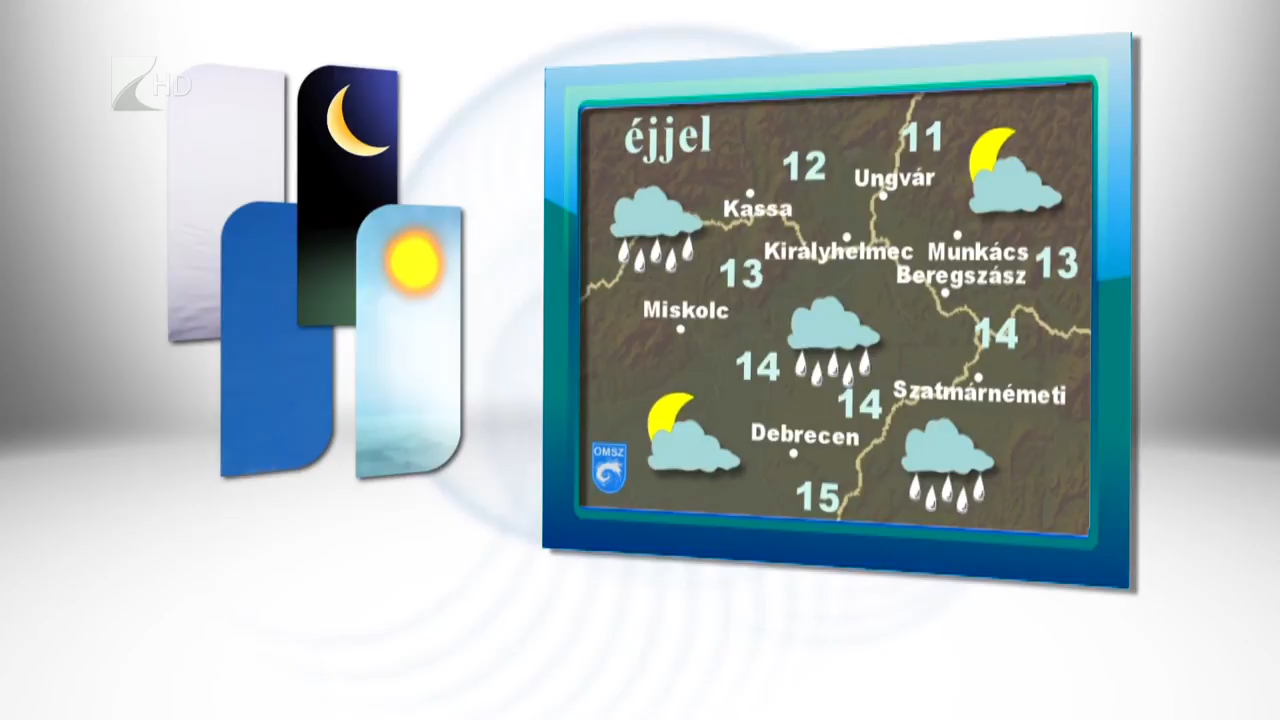 HD
éjjel
11
12
Ungvár
Kassa
Királyhelmec
Munkács
13
13
Beregszász
Miskolc
14
14
Szatmárnémeti
14
Debrecen
OMSZ
15